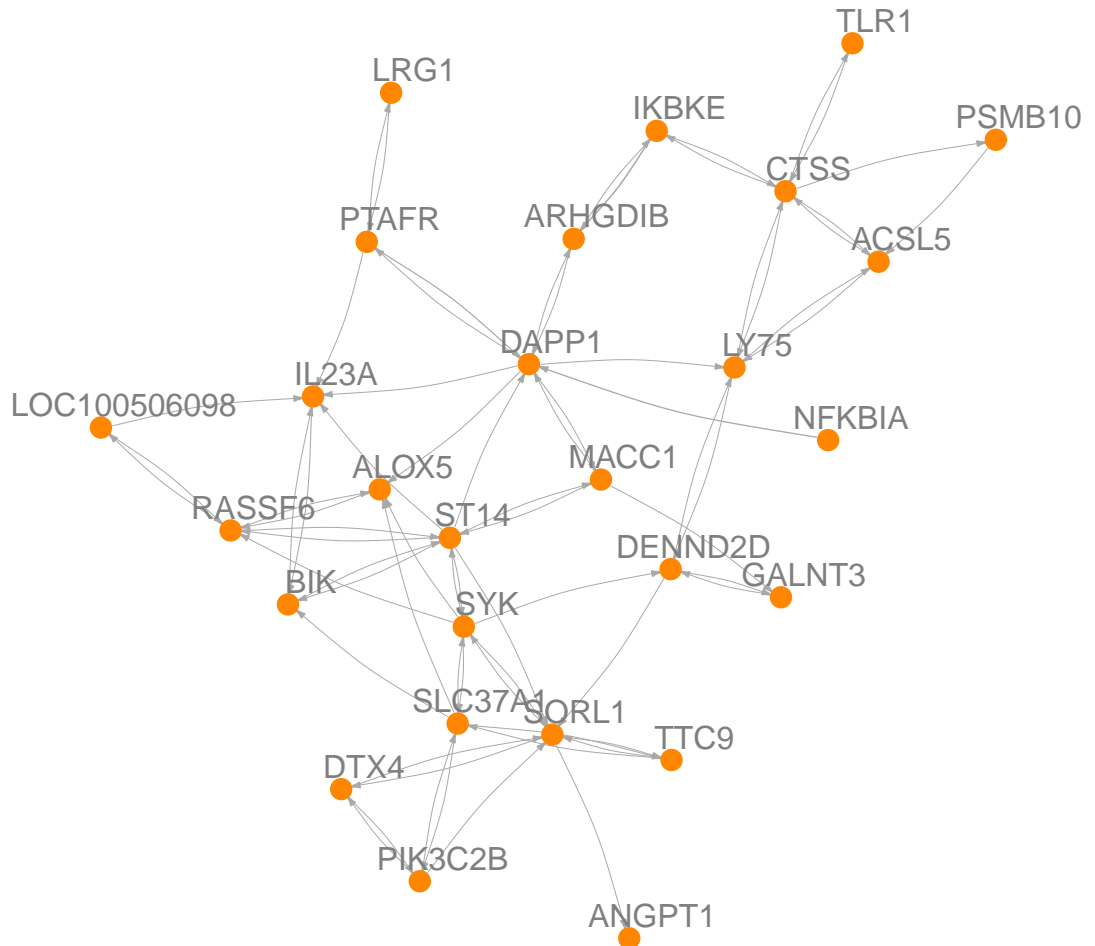 TLR1
LRG1
IKBKE
PSMB10
CTSS
PTAFR
ARHGDIB
ACSL5
DAPP1
LY75
IL23A
LOC100506098
NFKBIA
MACC1
ALOX5
RASSF6
ST14
DENND2D
GALNT3
BIK
SYK
SLC37A1
SORL1
TTC9
DTX4
PIK3C2B
ANGPT1